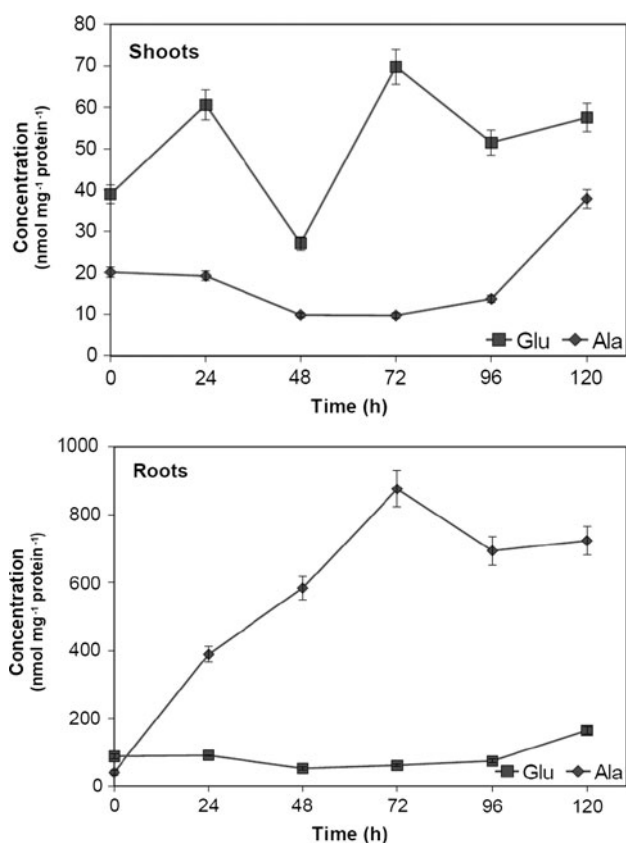 Shoots
80
70
60
50
40
30
20
10
0
Concentration
(nmol mg⁻¹ protein⁻¹)
Glu Ala
0 24 48 72 96 120
Time (h)
Roots
1000
800
600
400
200
0
Concentration
(nmol mg⁻¹ protein⁻¹)
Glu Ala
0 24 48 72 96 120
Time (h)